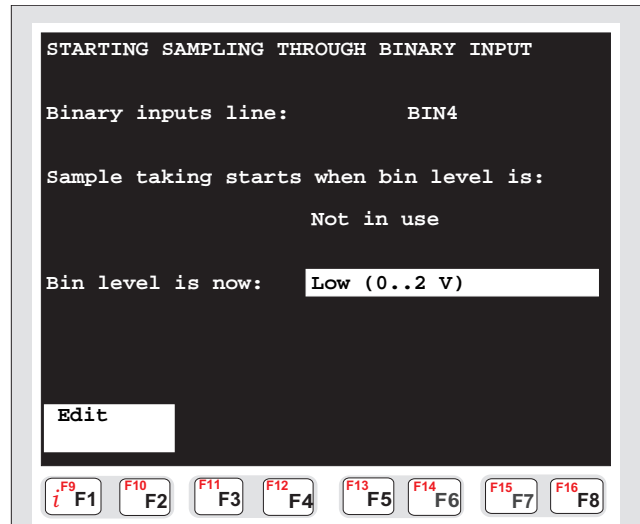 STARTING SAMPLING THROUGH BINARY INPUT
Binary inputs line: BIN4
Sample taking starts when bin level is:
Not in use
Bin level is now: Low (0..2 V)
Edit
i F9 F1 F10 F2 F11 F3 F12 F4 F13 F5 F14 F6 F15 F7 F16 F8